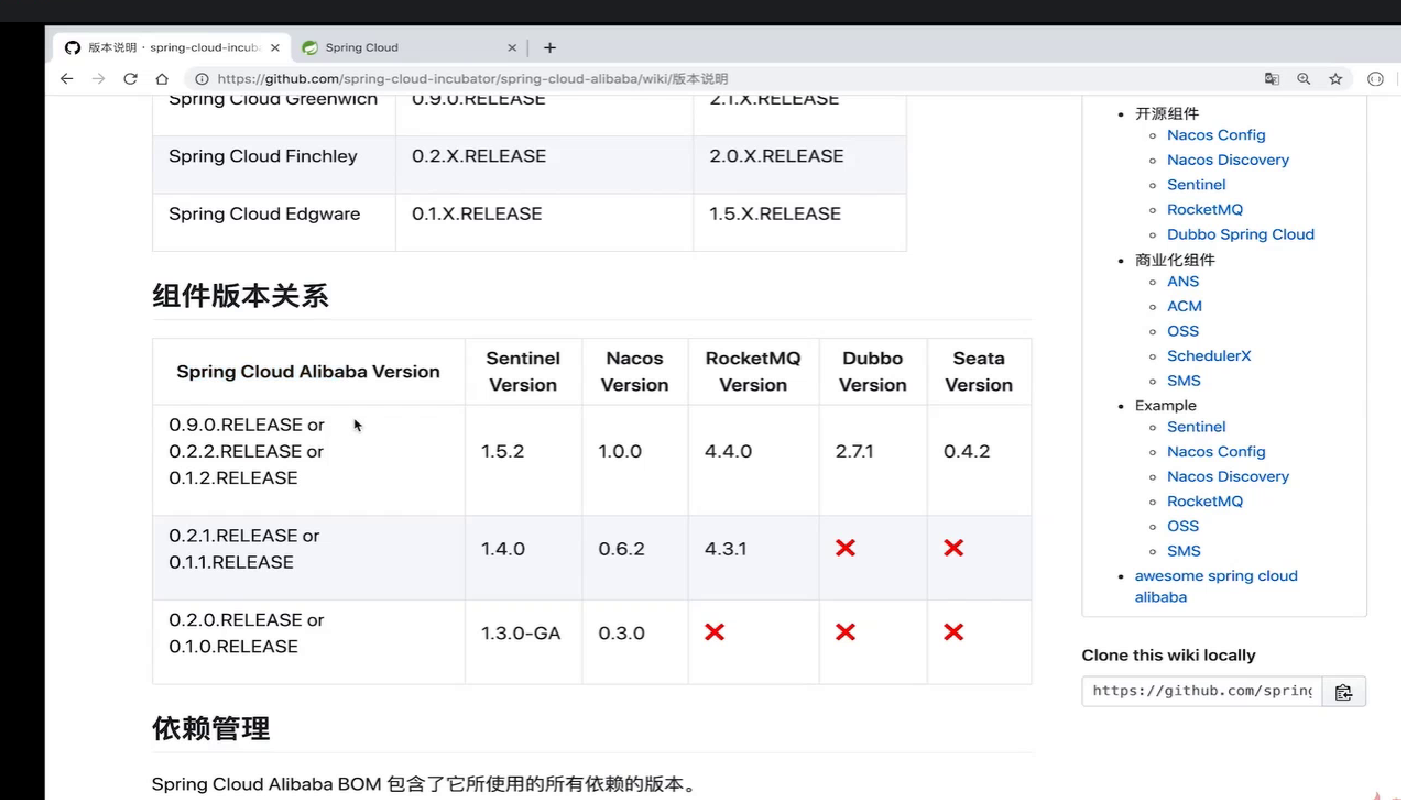 版本说明 · spring-cloud-incuba
Spring Cloud
https://github.com/spring-cloud-incubator/spring-cloud-alibaba/wiki/版本说明
Spring Cloud Greenwich 0.9.0.RELEASE 2.1.X.RELEASE
Spring Cloud Finchley 0.2.X.RELEASE 2.0.X.RELEASE
Spring Cloud Edgware 0.1.X.RELEASE 1.5.X.RELEASE
组件版本关系
Spring Cloud Alibaba Version
Sentinel Version
Nacos Version
RocketMQ Version
Dubbo Version
Seata Version
0.9.0.RELEASE or
0.2.2.RELEASE or
0.1.2.RELEASE
1.5.2 1.0.0 4.4.0 2.7.1 0.4.2
0.2.1.RELEASE or
0.1.1.RELEASE
1.4.0 0.6.2 4.3.1 ❌ ❌
0.2.0.RELEASE or
0.1.0.RELEASE
1.3.0-GA 0.3.0 ❌ ❌ ❌
依赖管理
Spring Cloud Alibaba BOM 包含了它所使用的所有依赖的版本。
开源组件
Nacos Config
Nacos Discovery
Sentinel
RocketMQ
Dubbo Spring Cloud
商业化组件
ANS
ACM
OSS
SchedulerX
SMS
Example
Sentinel
Nacos Config
Nacos Discovery
RocketMQ
OSS
SMS
awesome spring cloud
alibaba
Clone this wiki locally
https://github.com/spring